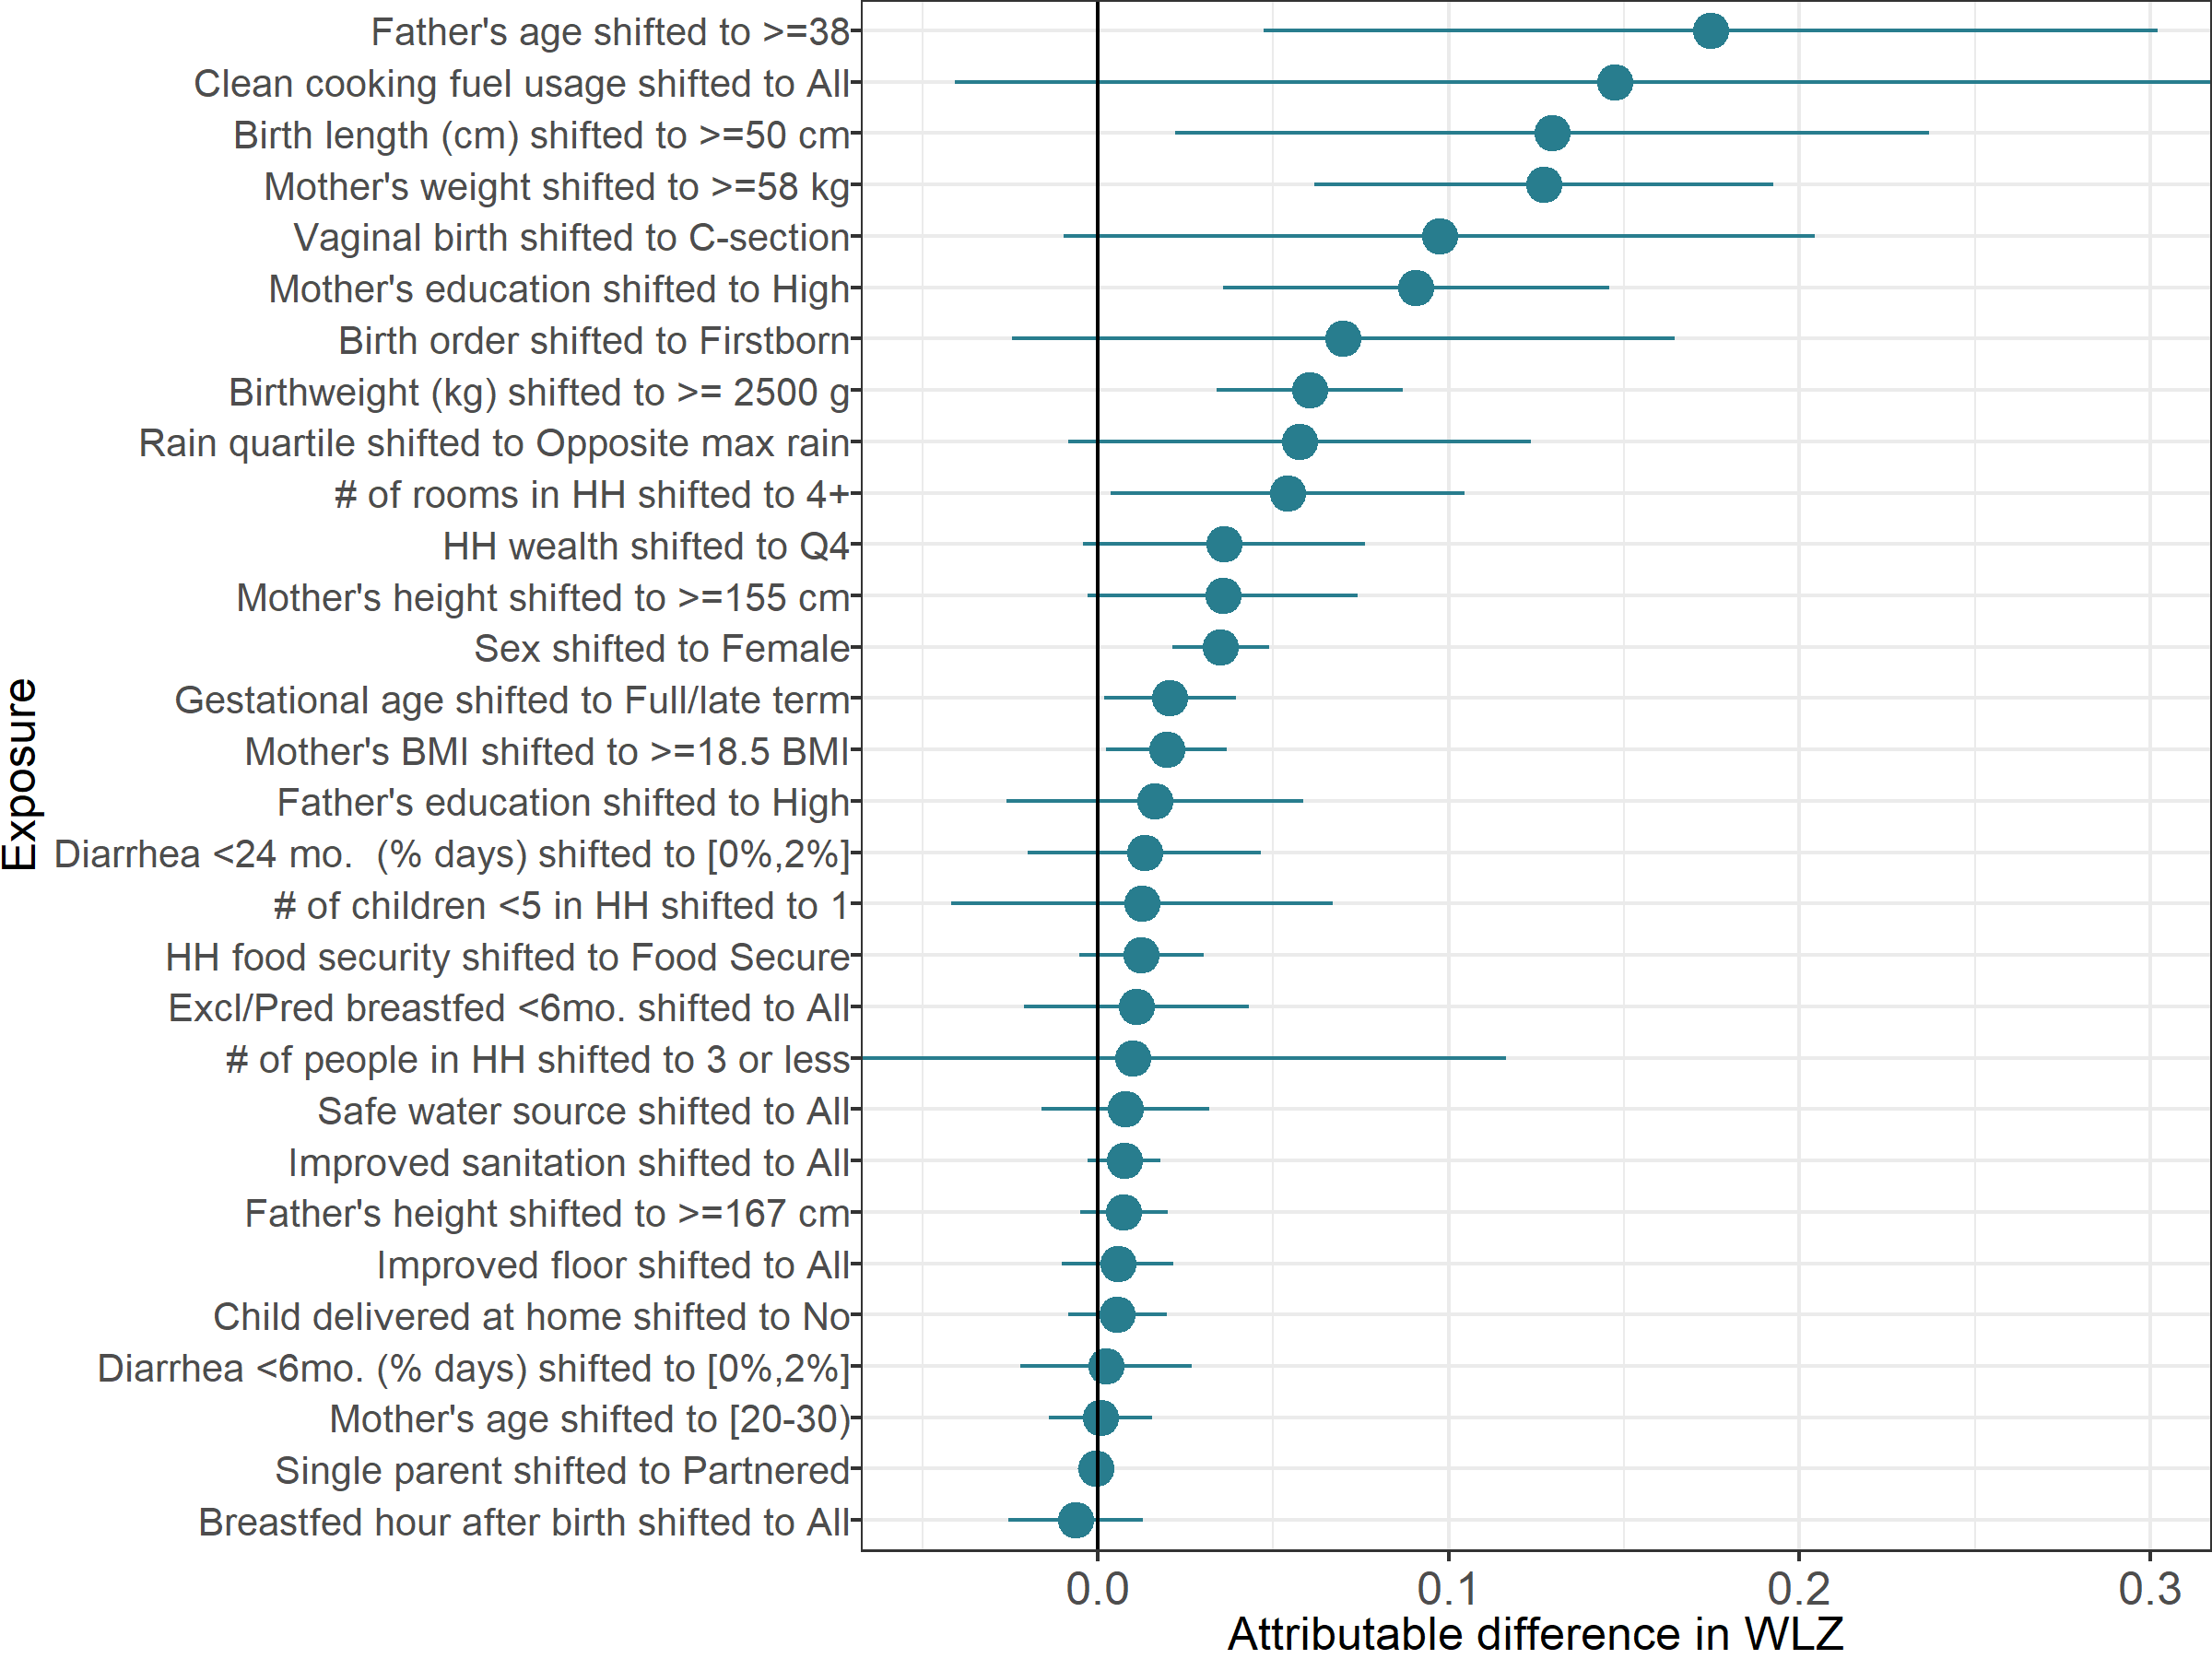 Father's age shifted to >=38
Clean cooking fuel usage shifted to All
Birth length (cm) shifted to >=50 cm
Mother's weight shifted to >=58 kg
Vaginal birth shifted to C-section
Mother's education shifted to High
Birth order shifted to Firstborn
Birthweight (kg) shifted to >= 2500 g
Rain quartile shifted to Opposite max rain
# of rooms in HH shifted to 4+
HH wealth shifted to Q4
Mother's height shifted to >=155 cm
Sex shifted to Female
Gestational age shifted to Full/late term
Mother's BMI shifted to >=18.5 BMI
Father's education shifted to High
Diarrhea <24 mo.  (% days) shifted to [0%,2%]
# of children <5 in HH shifted to 1
HH food security shifted to Food Secure
Excl/Pred breastfed <6mo. shifted to All
# of people in HH shifted to 3 or less
Safe water source shifted to All
Improved sanitation shifted to All
Father's height shifted to >=167 cm
Improved floor shifted to All
Child delivered at home shifted to No
Diarrhea <6mo. (% days) shifted to [0%,2%]
Mother's age shifted to [20-30)
Single parent shifted to Partnered
Breastfed hour after birth shifted to All
Exposure
0.0 0.1 0.2 0.3
Attributable difference in WLZ